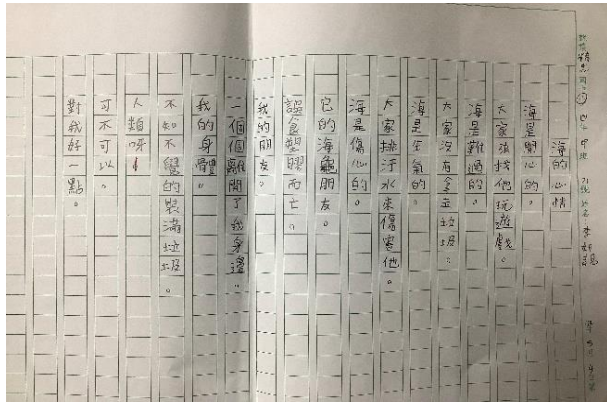 海的心情
海是開心的。
大家找他玩遊戲。
海是難過的。
大家沒有拿走垃圾。
海是生氣的。
大家排汙水來傷害他。
海是傷心的。
它的海龜朋友。
誤食塑膠而亡。
我的朋友。
一個個離開了我身邊。
我的身體。
不知不覺的裝滿垃圾。
人類呀!
可不可以。
對我好一點。